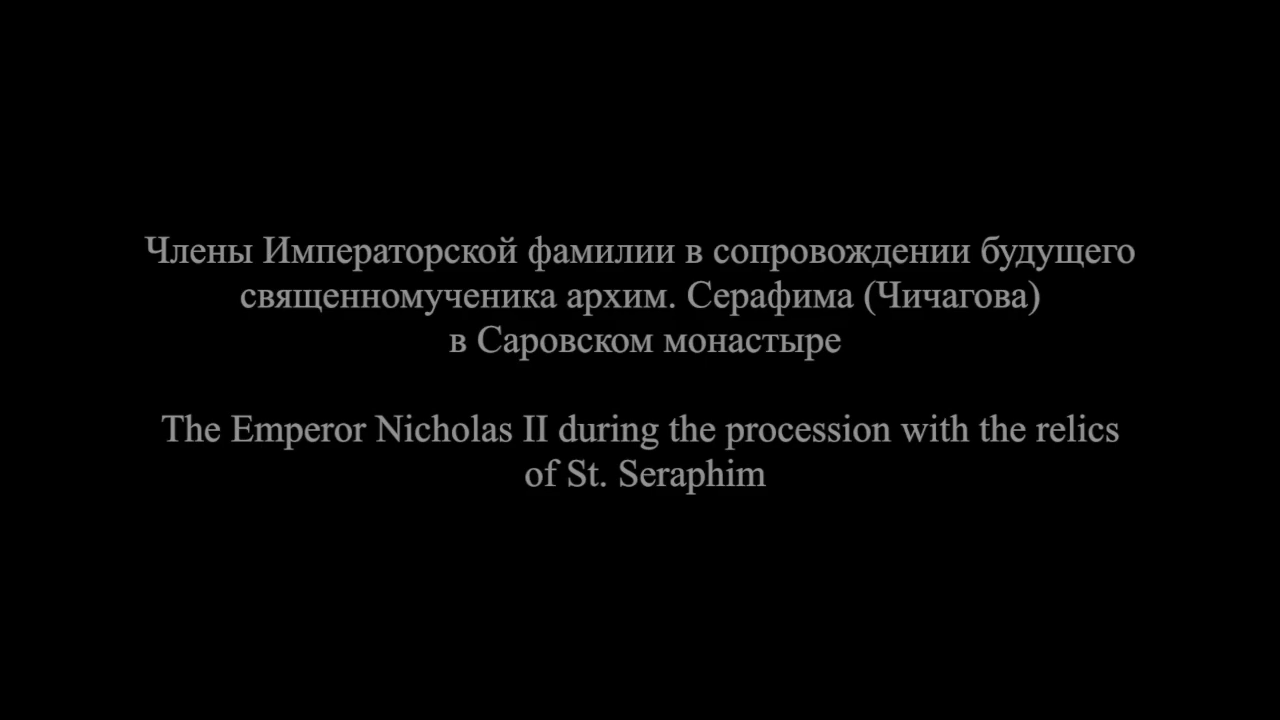 Члены Императорской фамилии в сопровождении будущего
священномученика архим. Серафима (Чичагова)
в Саровском монастыре
The Emperor Nicholas II during the procession with the relics
of St. Seraphim